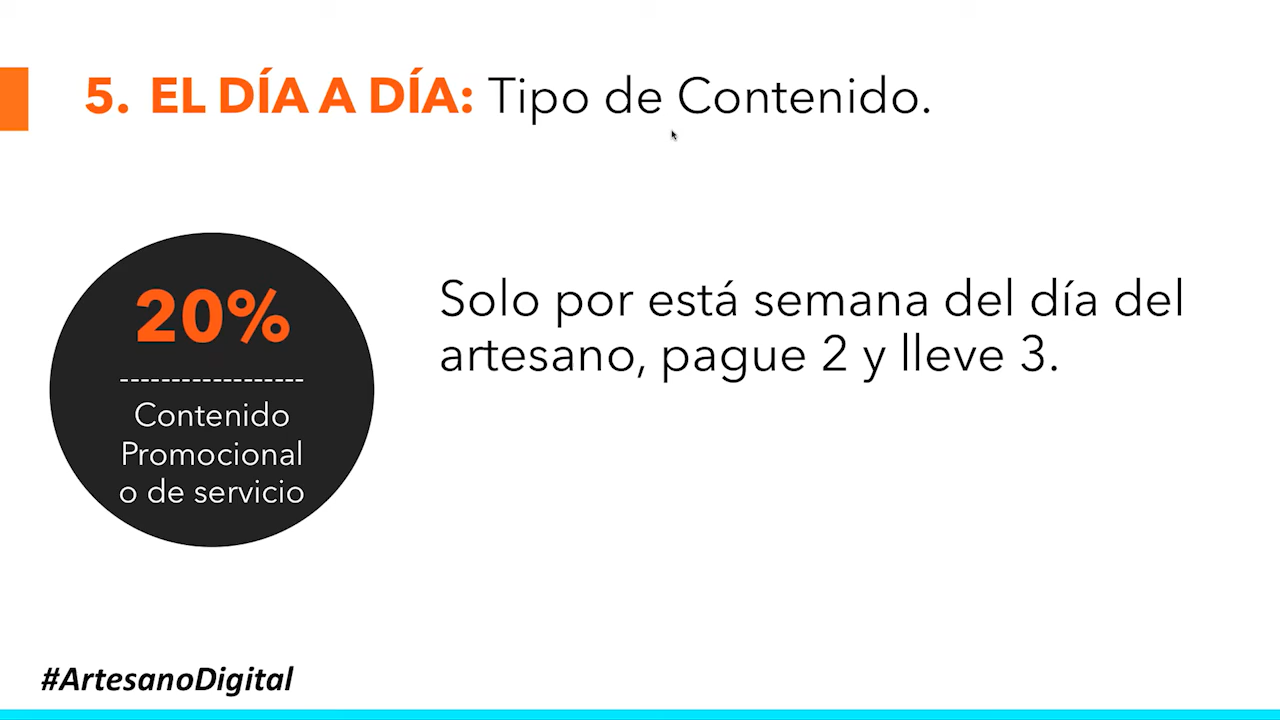 5. EL DÍA A DÍA: Tipo de Contenido.
20%
------------------
Contenido
Promocional
o de servicio
Solo por está semana del día del
artesano, pague 2 y lleve 3.
#ArtesanoDigital